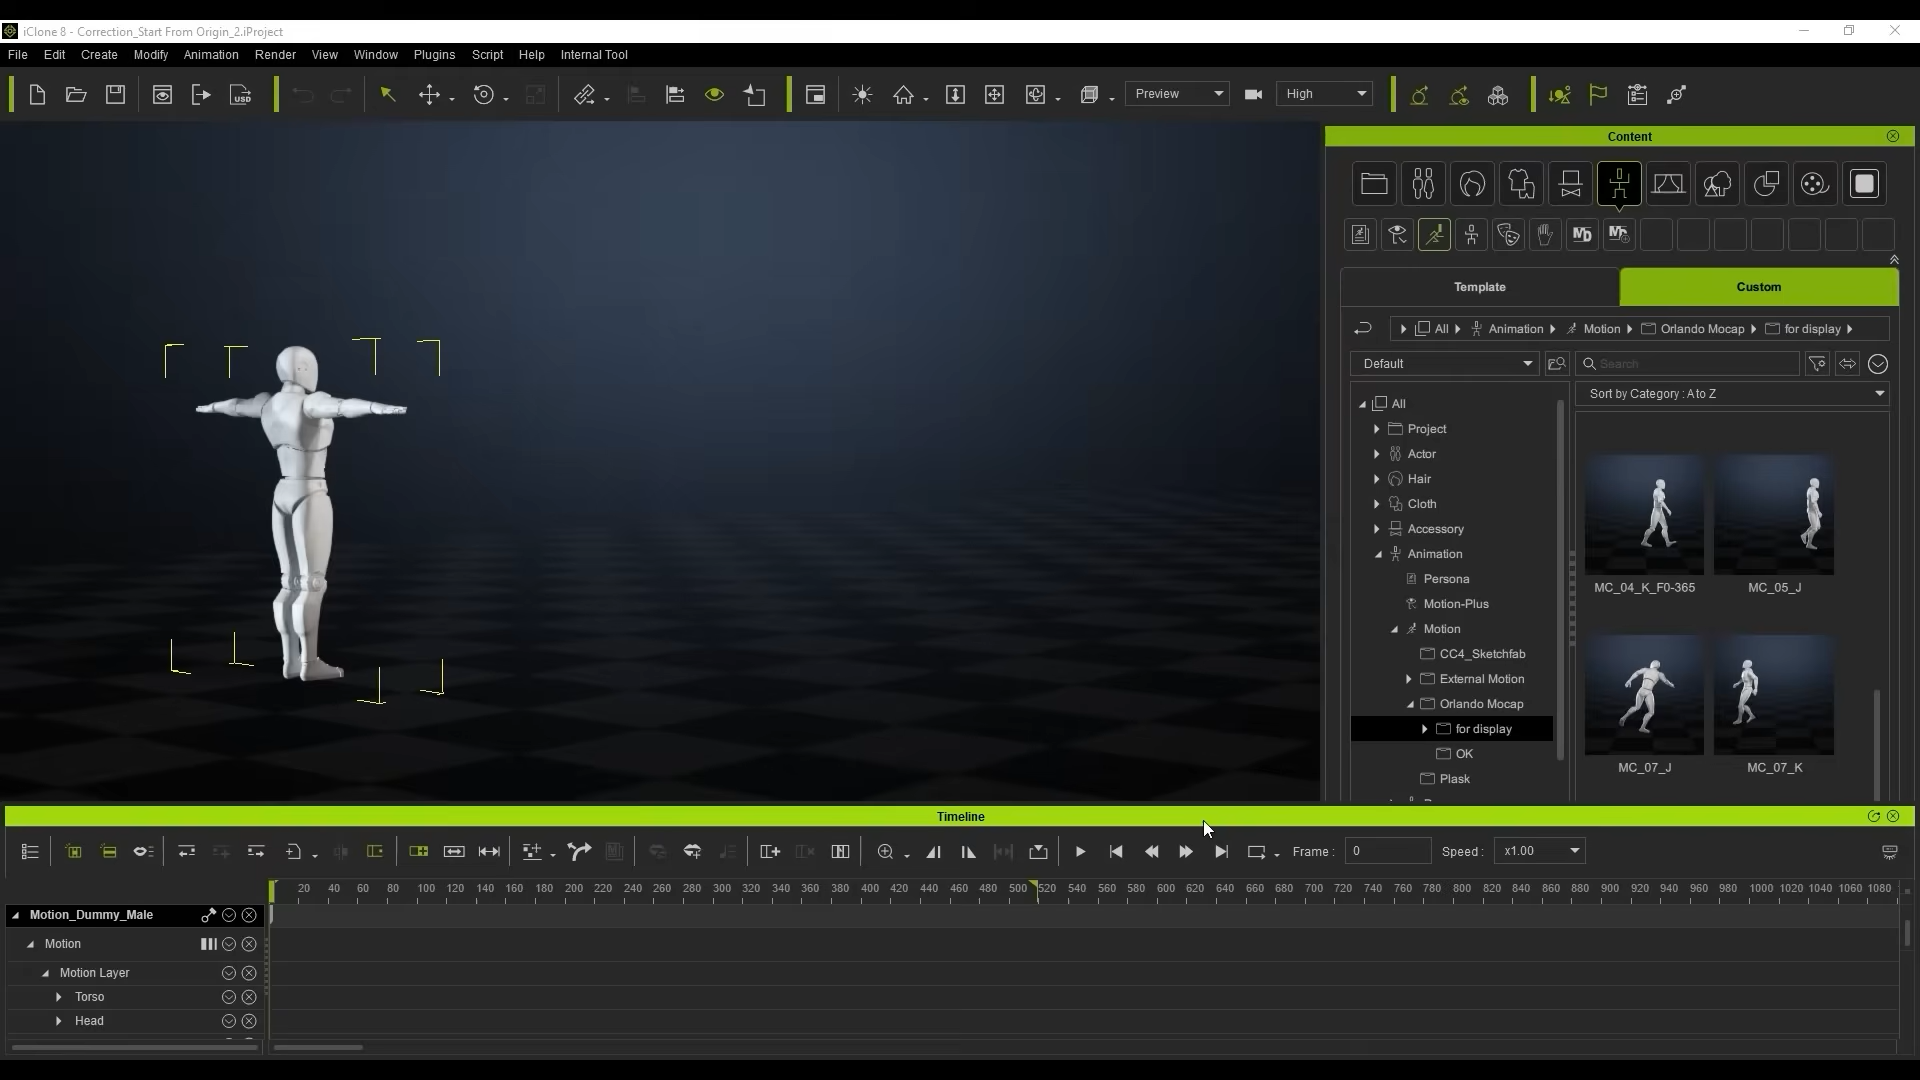 iClone 8 - Correction_Start From Origin_2.iProject
File Edit Create Modify Animation Render View Window Plugins Script Help Internal Tool
USD Preview High
Content
MD
Template Custom
All Animation Motion Orlando Mocap for display
Default Search
Sort by Category : A to Z
All
Project
Actor
Hair
Cloth
Accessory
Animation
Persona
Motion-Plus
Motion
CC4_Sketchfab
External Motion
Orlando Mocap
for display
OK
Plask
MC_04_K_F0-365 MC_05_J
MC_07_J MC_07_K
Timeline
Frame : 0 Speed : x1.00
20 40 60 80 100 120 140 160 180 200 220 240 260 280 300 320 340 360 380 400 420 440 460 480 500 520 540 560 580 600 620 640 660 680 700 720 740 760 780 800 820 840 860 880 900 920 940 960 980 1000 1020 1040 1060 1080
Motion_Dummy_Male
Motion
Motion Layer
Torso
Head